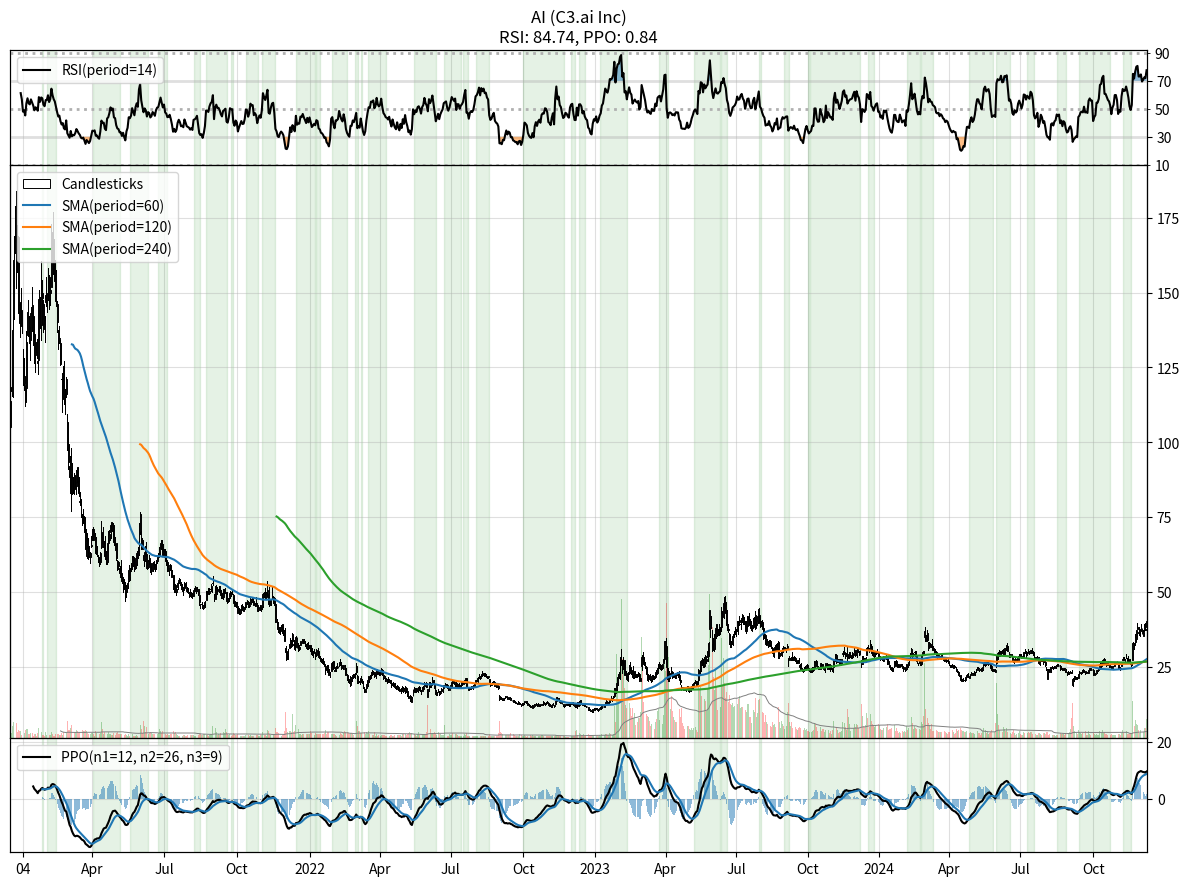 AI (C3.ai Inc)
RSI: 84.74, PPO: 0.84
RSI(period=14)
90
70
50
30
10
Candlesticks
SMA(period=60)
SMA(period=120)
SMA(period=240)
175
150
125
100
75
50
25
PPO(n1=12, n2=26, n3=9)
20
0
04 Apr Jul Oct 2022 Apr Jul Oct 2023 Apr Jul Oct 2024 Apr Jul Oct